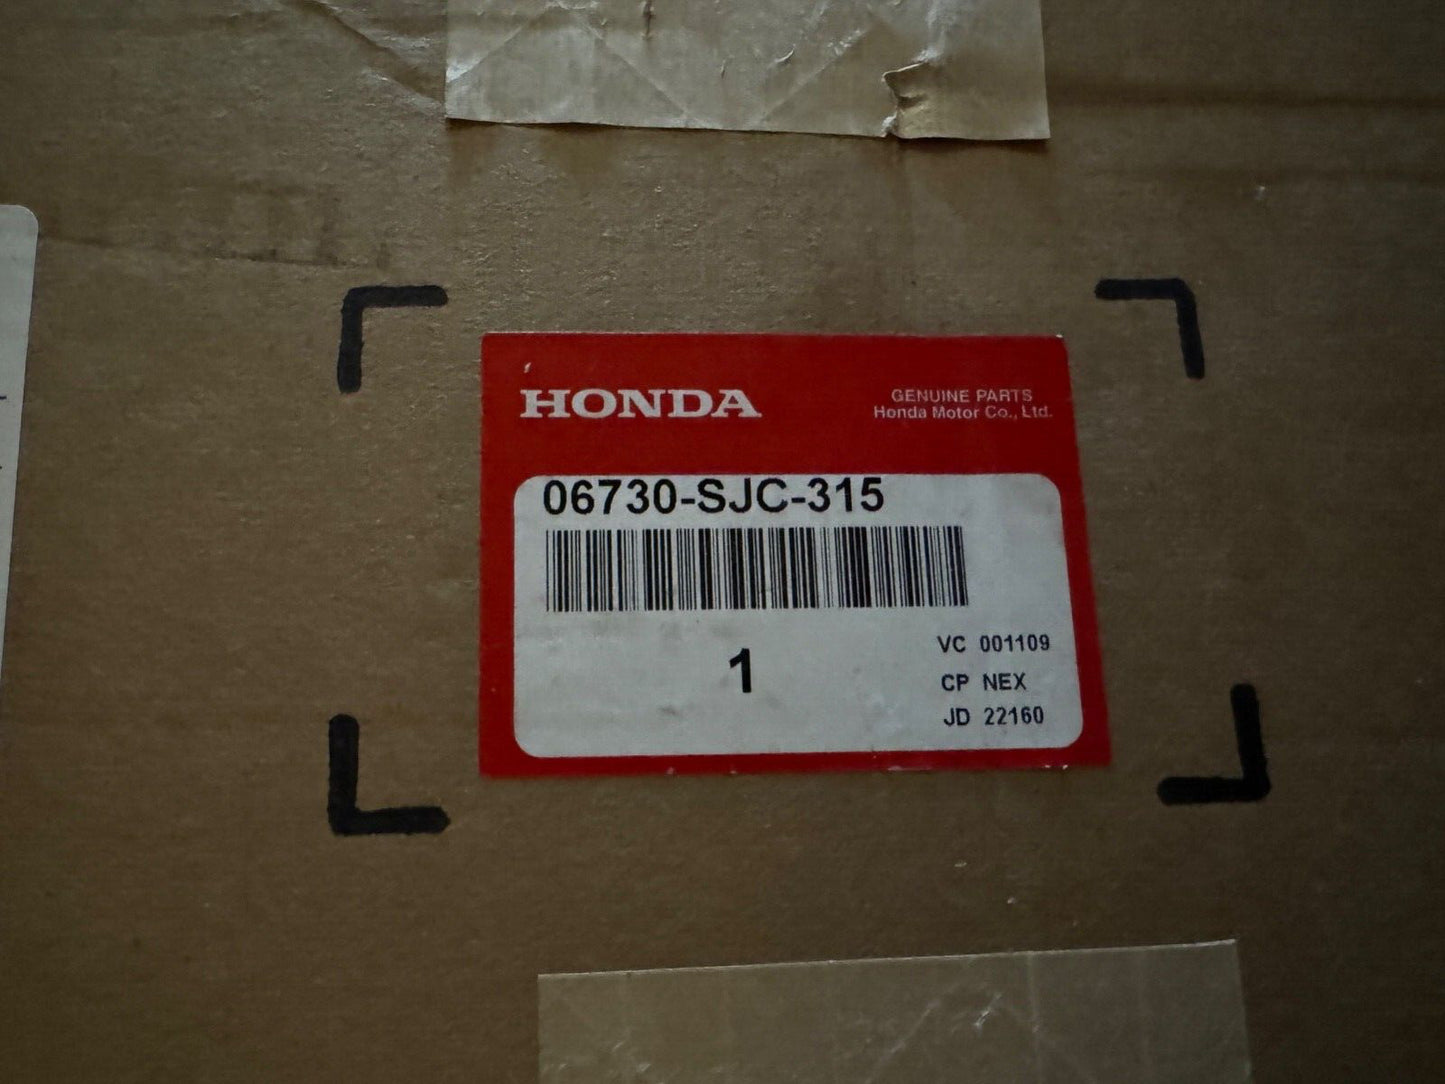 HONDA
GENUINE PARTS
Honda Motor Co., Ltd.
06730-SJC-315
1
VC 001109
CP NEX
JD 22160